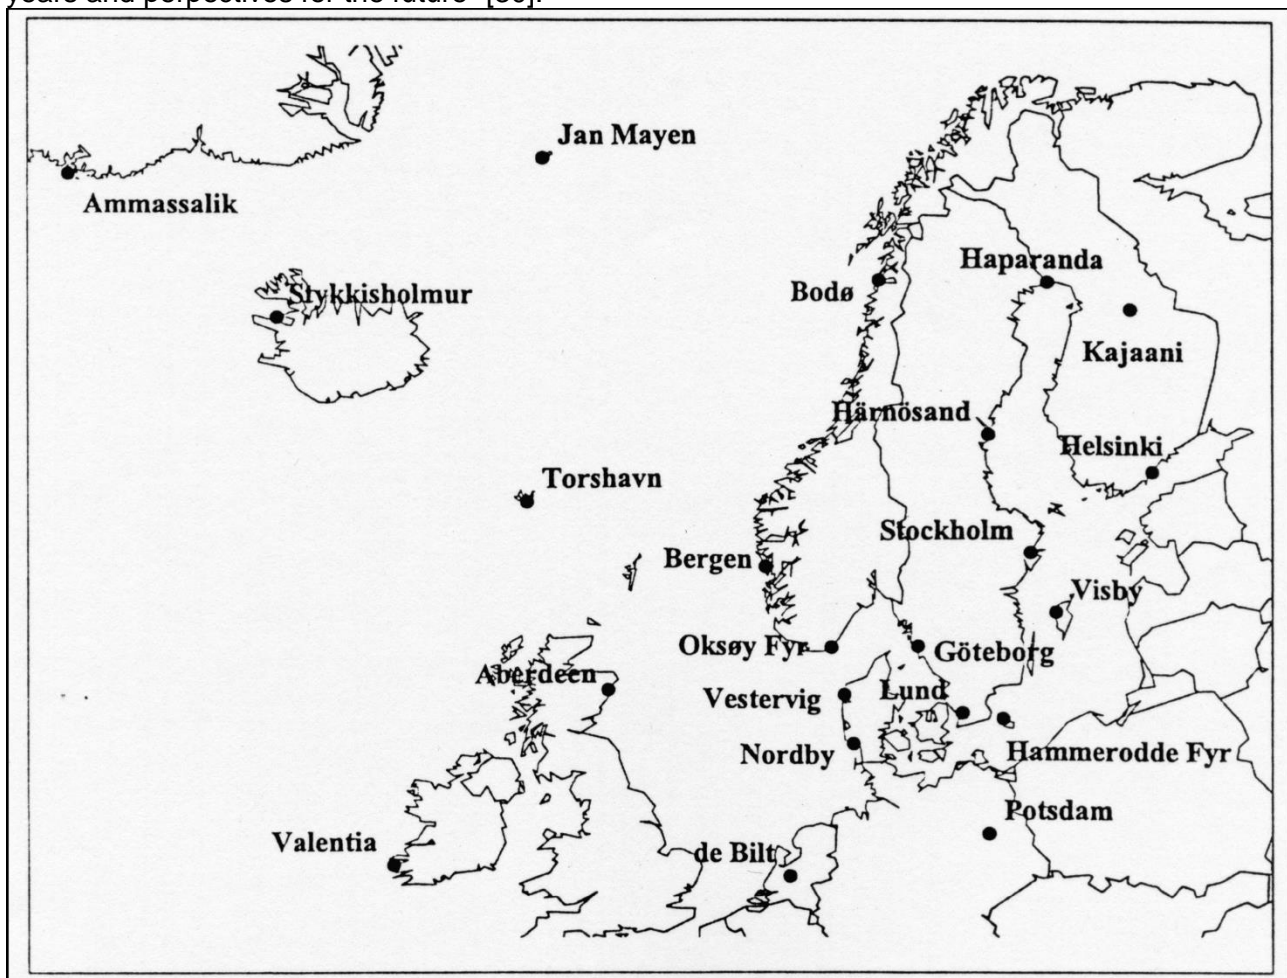 years and perpectives for the future" [30].
Jan Mayen
Ammassalik
Haparanda
Bodø
Stykkisholmur
Kajaani
Härnösand
Helsinki
Torshavn
Stockholm
Bergen
Visby
Oksøy Fyr
Göteborg
Aberdeen
Vestervig
Lund
Nordby
Hammerodde Fyr
Potsdam
Valentia
de Bilt